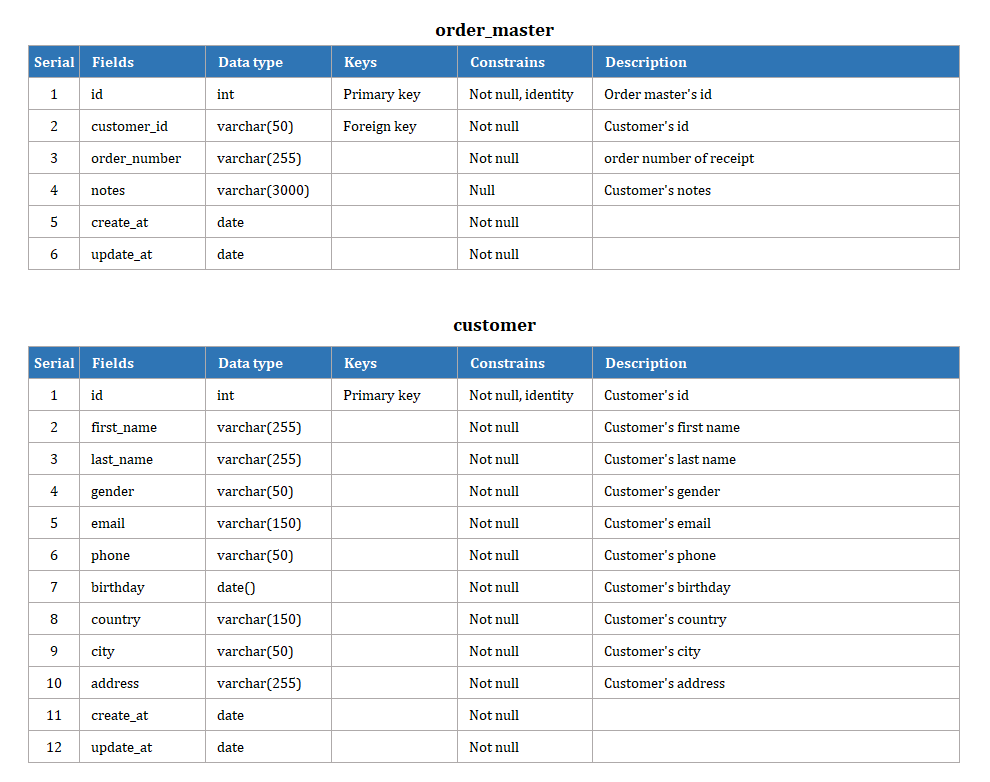 order_master
Serial Fields Data type Keys Constrains Description
1 id int Primary key Not null, identity Order master's id
2 customer_id varchar(50) Foreign key Not null Customer's id
3 order_number varchar(255) Not null order number of receipt
4 notes varchar(3000) Null Customer's notes
5 create_at date Not null
6 update_at date Not null
customer
Serial Fields Data type Keys Constrains Description
1 id int Primary key Not null, identity Customer's id
2 first_name varchar(255) Not null Customer's first name
3 last_name varchar(255) Not null Customer's last name
4 gender varchar(50) Not null Customer's gender
5 email varchar(150) Not null Customer's email
6 phone varchar(50) Not null Customer's phone
7 birthday date() Not null Customer's birthday
8 country varchar(150) Not null Customer's country
9 city varchar(50) Not null Customer's city
10 address varchar(255) Not null Customer's address
11 create_at date Not null
12 update_at date Not null